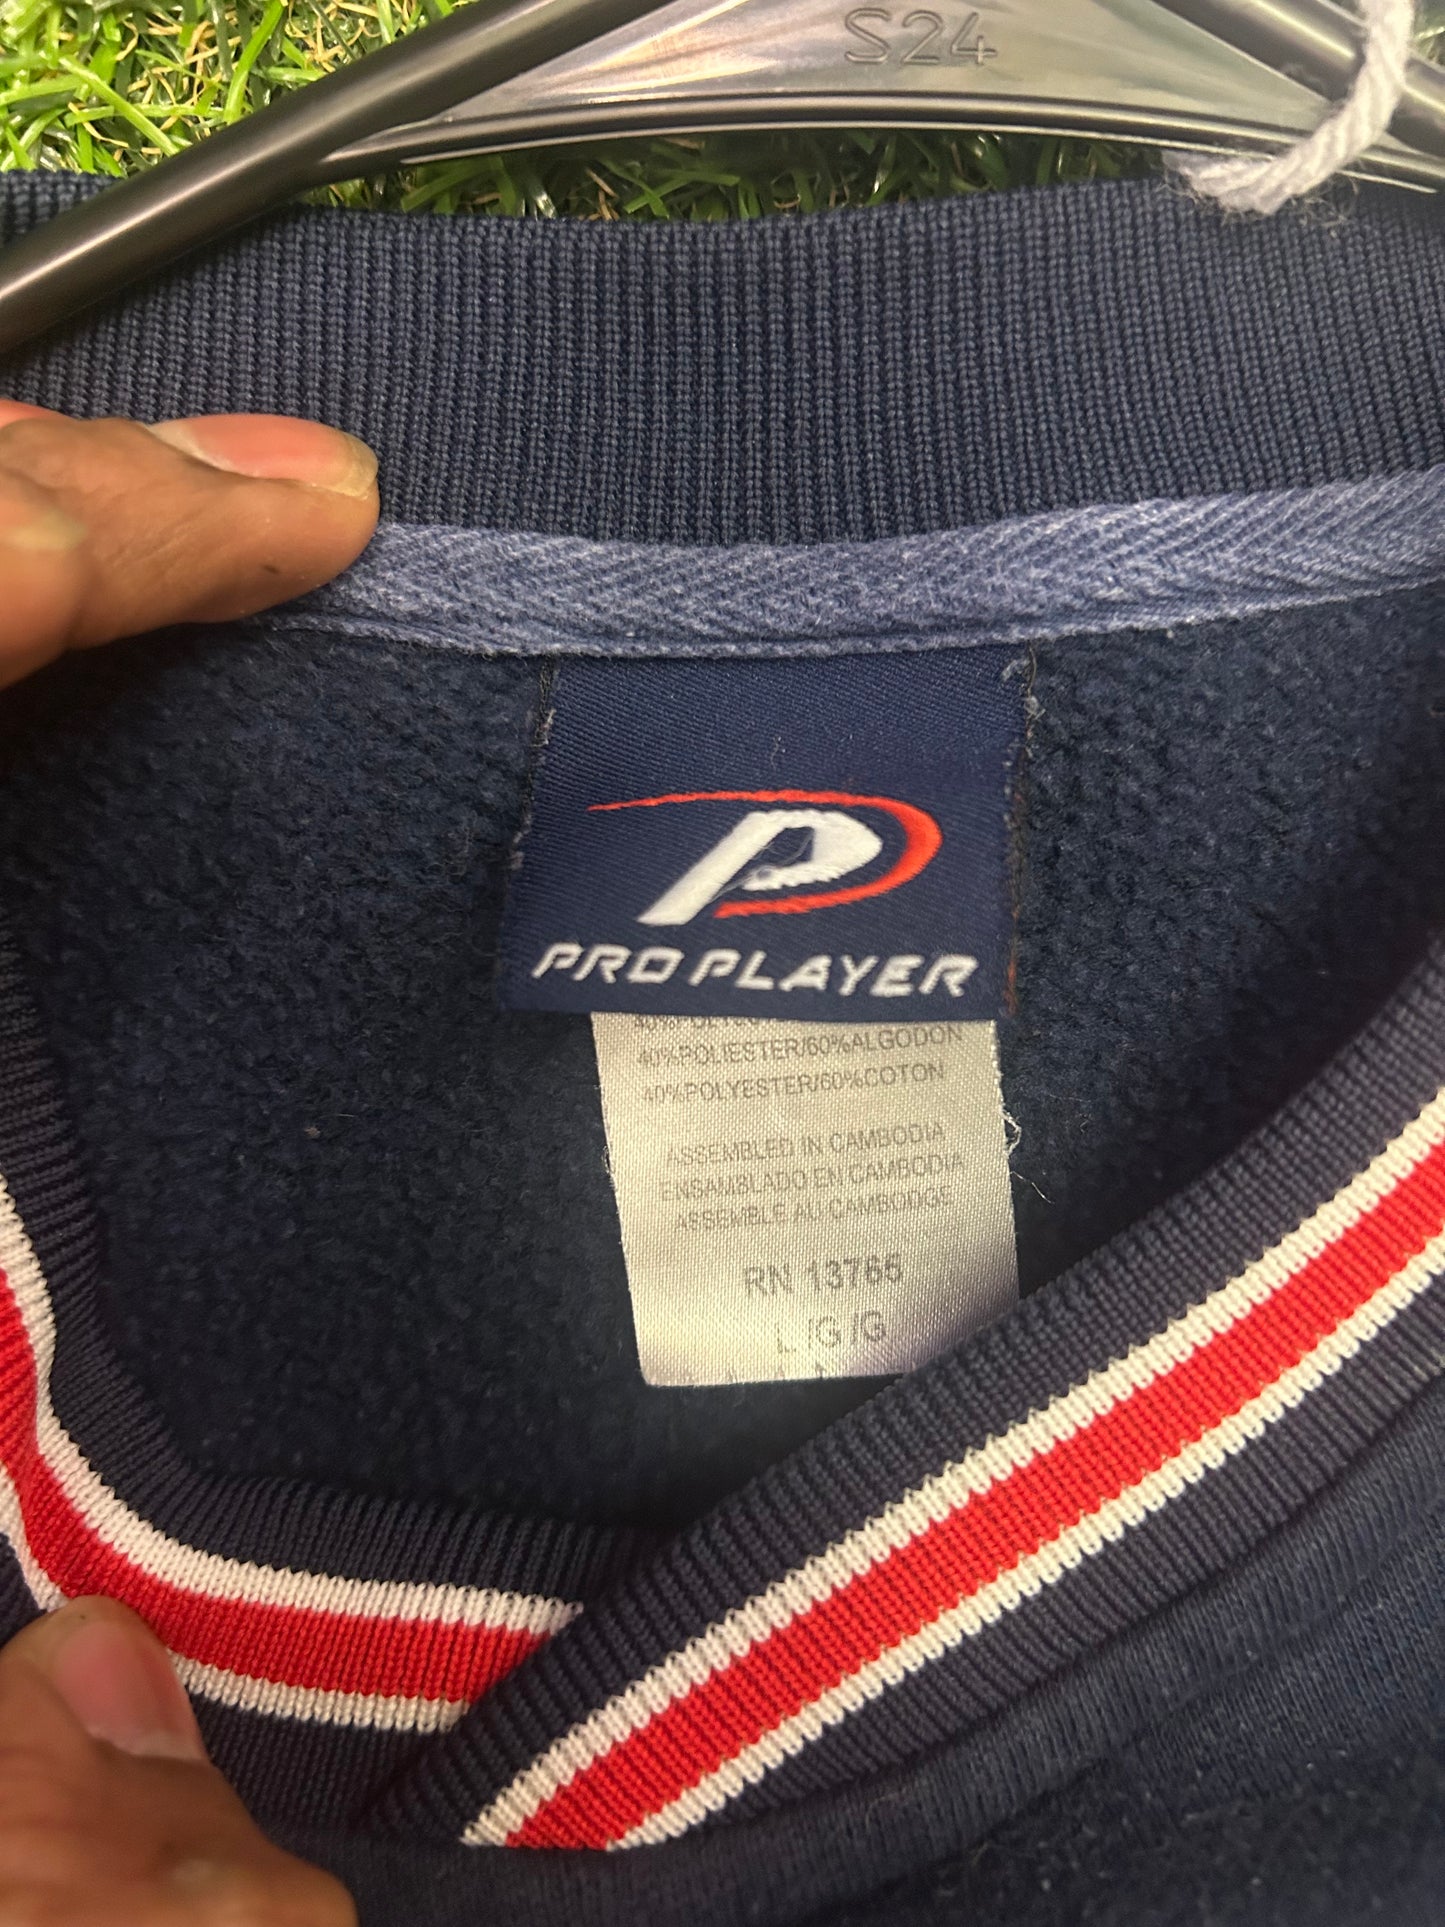 S24
PRO PLAYER
40%POLIESTER/60%ALGODON
40%POLYESTER/60%COTON
ASSEMBLED IN CAMBODIA
ENSAMBLADO EN CAMBODIA
ASSEMBLE AU CAMBODGE
RN 13765
L /G /G